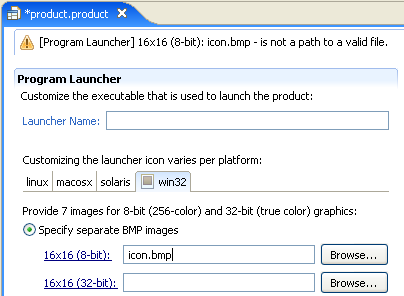 *product.product
[Program Launcher] 16x16 (8-bit): icon.bmp - is not a path to a valid file.
Program Launcher
Customize the executable that is used to launch the product:
Launcher Name:
Customizing the launcher icon varies per platform:
linux macosx solaris win32
Provide 7 images for 8-bit (256-color) and 32-bit (true color) graphics:
Specify separate BMP images
16x16 (8-bit): icon.bmp Browse...
16x16 (32-bit): Browse...